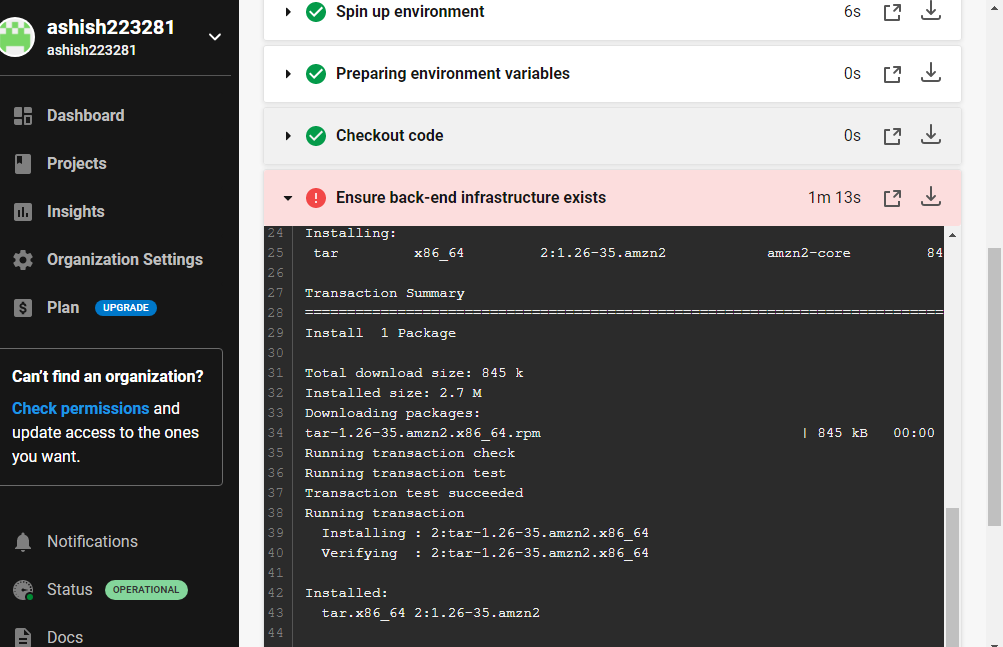 ashish223281
ashish223281
Dashboard
Projects
Insights
Organization Settings
Plan UPGRADE
Can't find an organization?
Check permissions and
update access to the ones
you want.
Notifications
Status OPERATIONAL
Docs
Spin up environment 6s
Preparing environment variables 0s
Checkout code 0s
Ensure back-end infrastructure exists 1m 13s
24 Installing:
25 tar x86_64 2:1.26-35.amzn2 amzn2-core 84
26
27 Transaction Summary
28 ================================================================================
29 Install 1 Package
30
31 Total download size: 845 k
32 Installed size: 2.7 M
33 Downloading packages:
34 tar-1.26-35.amzn2.x86_64.rpm | 845 kB 00:00
35 Running transaction check
36 Running transaction test
37 Transaction test succeeded
38 Running transaction
39 Installing : 2:tar-1.26-35.amzn2.x86_64
40 Verifying : 2:tar-1.26-35.amzn2.x86_64
41
42 Installed:
43 tar.x86_64 2:1.26-35.amzn2
44